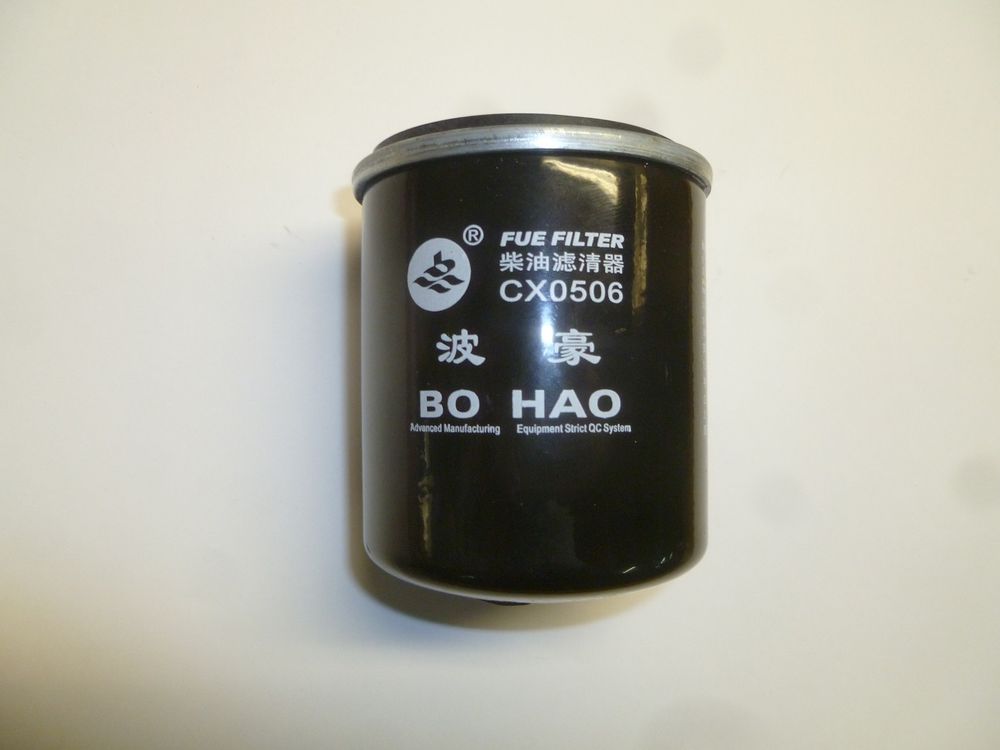 ®
FUE FILTER
柴油滤清器
CX0506
波 豪
BO HAO
Advanced Manufacturing Equipment Strict QC System